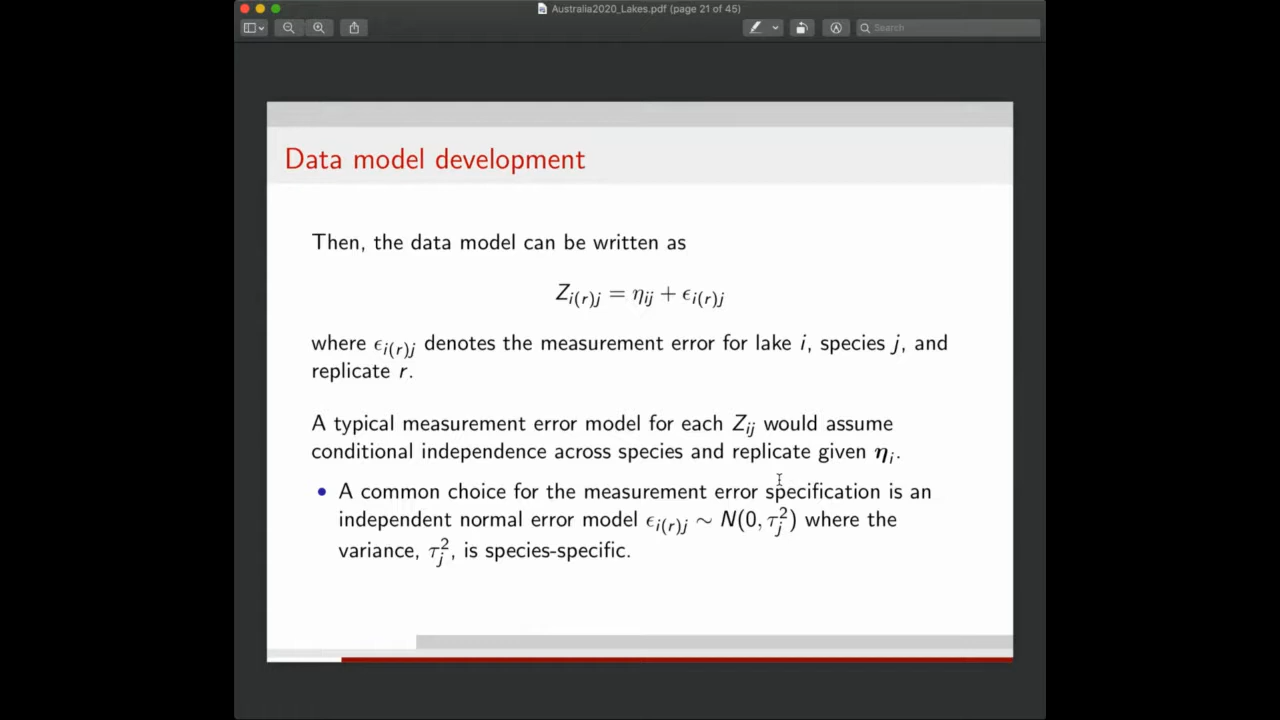 Australia2020_Lakes.pdf (page 21 of 45)
Search
Data model development
Then, the data model can be written as
Z_{i(r)j} = η_{ij} + ϵ_{i(r)j}
where ϵ_{i(r)j} denotes the measurement error for lake i, species j, and
replicate r.
A typical measurement error model for each Z_{ij} would assume
conditional independence across species and replicate given η_i.
• A common choice for the measurement error specification is an
independent normal error model ϵ_{i(r)j} ∼ N(0, τ_j^2) where the
variance, τ_j^2, is species-specific.